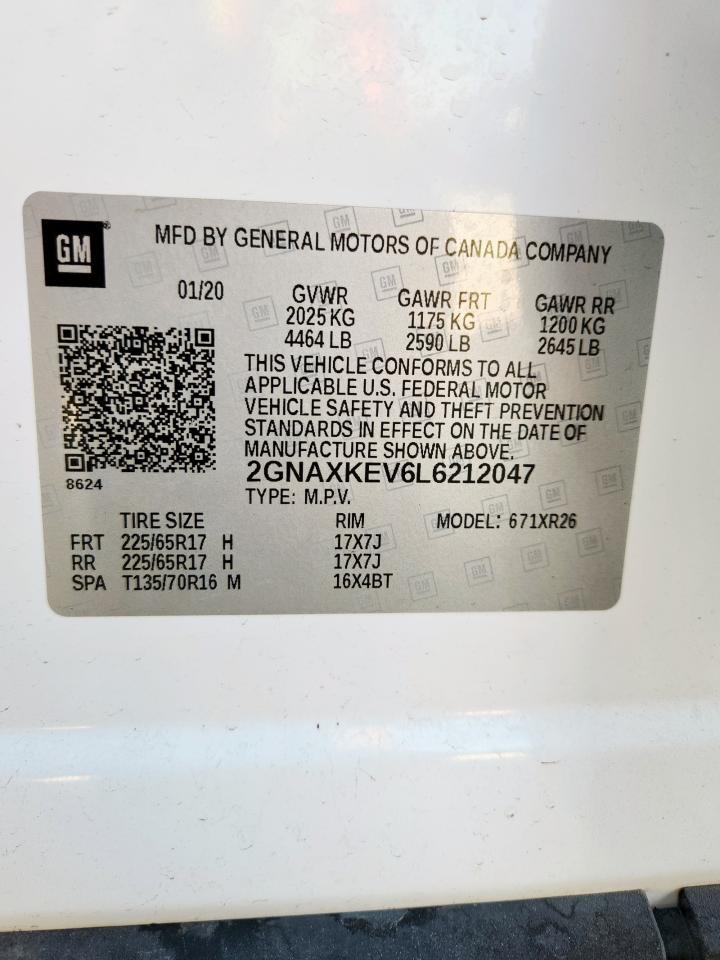 GM®
MFD BY GENERAL MOTORS OF CANADA COMPANY
01/20 GVWR GAWR FRT GAWR RR
2025 KG 1175 KG 1200 KG
4464 LB 2590 LB 2645 LB
THIS VEHICLE CONFORMS TO ALL
APPLICABLE U.S. FEDERAL MOTOR
VEHICLE SAFETY AND THEFT PREVENTION
STANDARDS IN EFFECT ON THE DATE OF
MANUFACTURE SHOWN ABOVE.
8624
2GNAXKEV6L6212047
TYPE: M.P.V.
TIRE SIZE RIM MODEL: 671XR26
FRT 225/65R17 H 17X7J
RR 225/65R17 H 17X7J
SPA T135/70R16 M 16X4BT